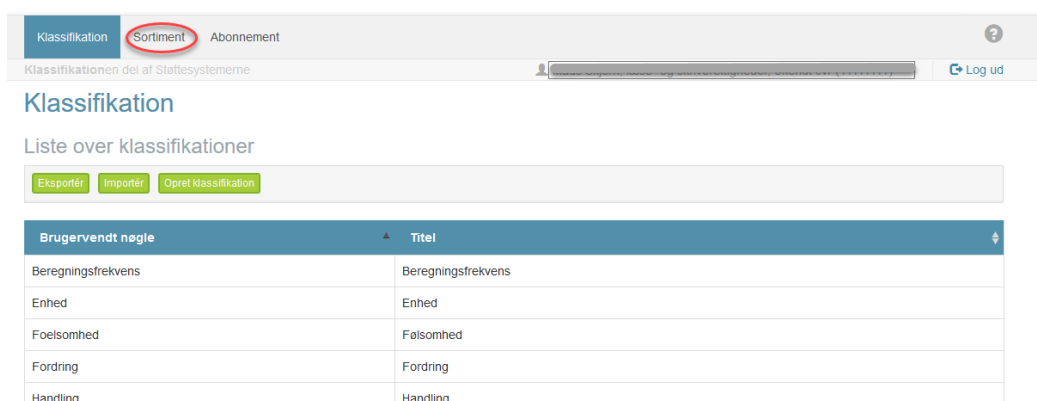 Klassifikation Sortiment Abonnement ?
Klassifikationen del af Støttesystemerne Log ud
Klassifikation
Liste over klassifikationer
Eksportér Importér Opret klassifikation
Brugervendt nøgle Titel
Beregningsfrekvens Beregningsfrekvens
Enhed Enhed
Foelsomhed Følsomhed
Fordring Fordring
Handling Handling